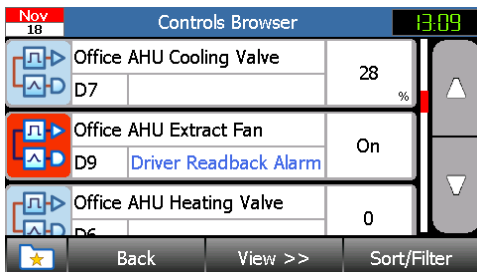 Nov
18
Controls Browser
13:09
Office AHU Cooling Valve
D7
28
%
Office AHU Extract Fan
D9
Driver Readback Alarm
On
Office AHU Heating Valve
D6
0
Back
View >>
Sort/Filter